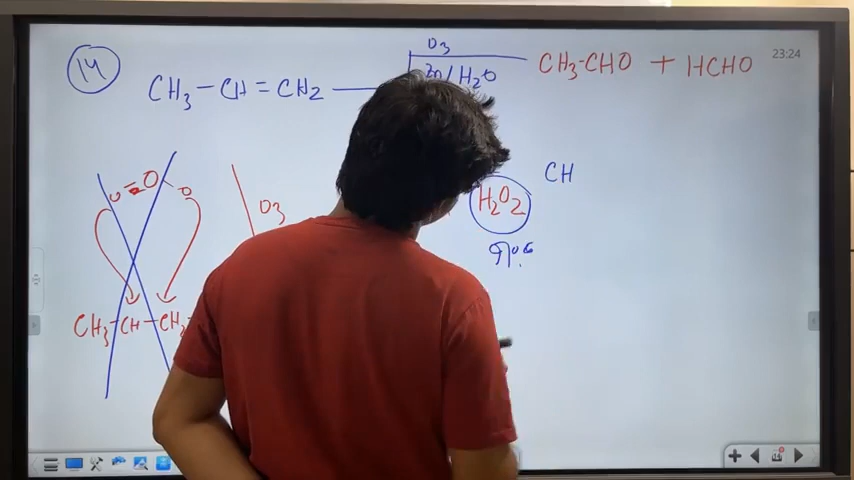 14
O3
CH3-CH=CH2
Zn/H2O
CH3-CHO + HCHO
23:24
O=O-O
O3
H2O2
CH
CH3-CH-CH2